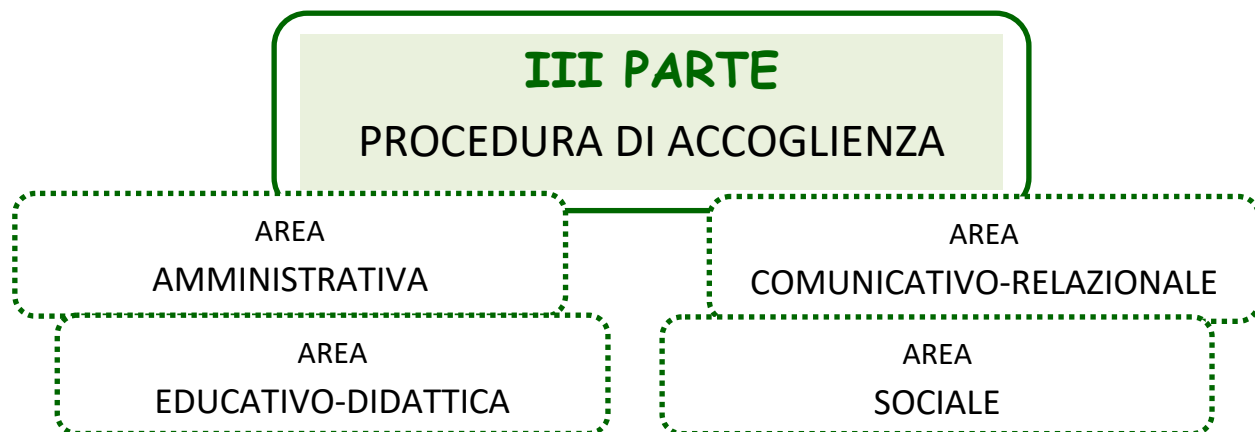 III PARTE
PROCEDURA DI ACCOGLIENZA
AREA
AMMINISTRATIVA
AREA
COMUNICATIVO-RELAZIONALE
AREA
EDUCATIVO-DIDATTICA
AREA
SOCIALE